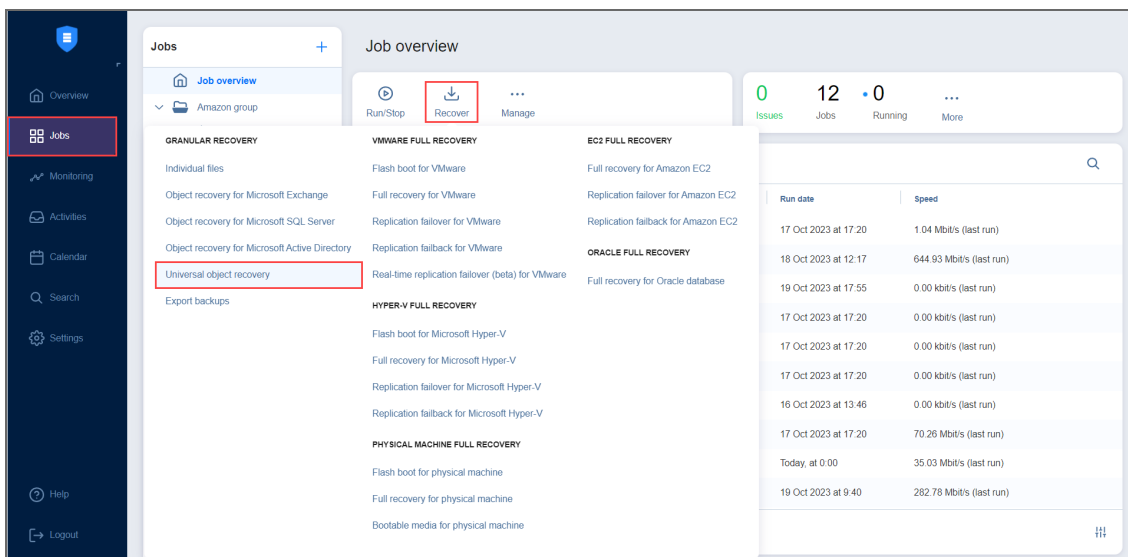 Overview
Jobs
Monitoring
Activities
Calendar
Search
Settings
Help
Logout
Jobs
Job overview
Amazon group
Job overview
Run/Stop
Recover
Manage
0
Issues
12
Jobs
0
Running
More
GRANULAR RECOVERY
Individual files
Object recovery for Microsoft Exchange
Object recovery for Microsoft SQL Server
Object recovery for Microsoft Active Directory
Universal object recovery
Export backups
VMWARE FULL RECOVERY
Flash boot for VMware
Full recovery for VMware
Replication failover for VMware
Replication failback for VMware
Real-time replication failover (beta) for VMware
HYPER-V FULL RECOVERY
Flash boot for Microsoft Hyper-V
Full recovery for Microsoft Hyper-V
Replication failover for Microsoft Hyper-V
Replication failback for Microsoft Hyper-V
PHYSICAL MACHINE FULL RECOVERY
Flash boot for physical machine
Full recovery for physical machine
Bootable media for physical machine
EC2 FULL RECOVERY
Full recovery for Amazon EC2
Replication failover for Amazon EC2
Replication failback for Amazon EC2
ORACLE FULL RECOVERY
Full recovery for Oracle database
Run date Speed
17 Oct 2023 at 17:20 1.04 Mbit/s (last run)
18 Oct 2023 at 12:17 644.93 Mbit/s (last run)
19 Oct 2023 at 17:55 0.00 kbit/s (last run)
17 Oct 2023 at 17:20 0.00 kbit/s (last run)
17 Oct 2023 at 17:20 0.00 kbit/s (last run)
17 Oct 2023 at 17:20 0.00 kbit/s (last run)
16 Oct 2023 at 13:46 0.00 kbit/s (last run)
17 Oct 2023 at 17:20 70.26 Mbit/s (last run)
Today, at 0:00 35.03 Mbit/s (last run)
19 Oct 2023 at 9:40 282.78 Mbit/s (last run)